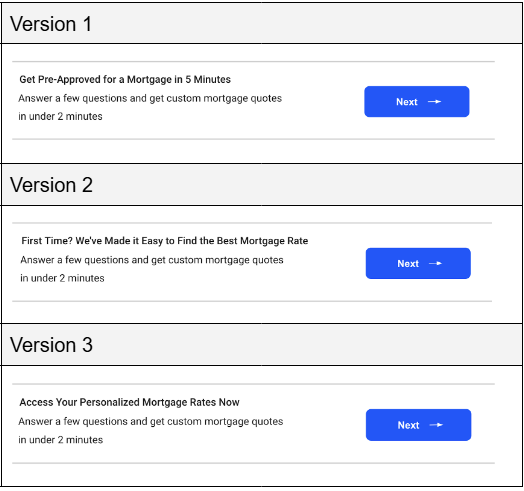 Version 1
Get Pre-Approved for a Mortgage in 5 Minutes
Answer a few questions and get custom mortgage quotes
in under 2 minutes
Next
Version 2
First Time? We've Made it Easy to Find the Best Mortgage Rate
Answer a few questions and get custom mortgage quotes
in under 2 minutes
Next
Version 3
Access Your Personalized Mortgage Rates Now
Answer a few questions and get custom mortgage quotes
in under 2 minutes
Next